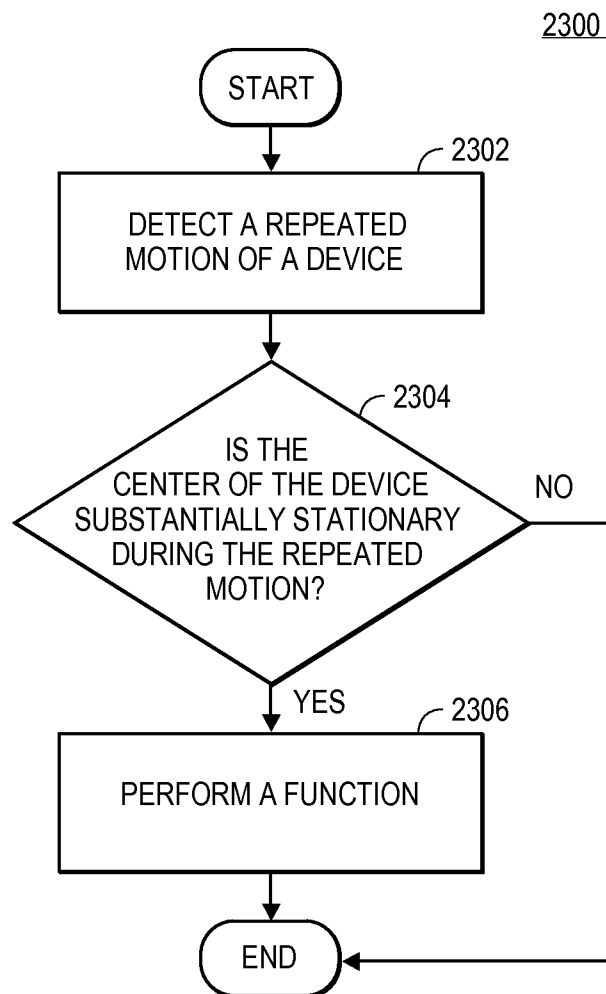 2300
START
2302
DETECT A REPEATED
MOTION OF A DEVICE
2304
IS THE
CENTER OF THE DEVICE
SUBSTANTIALLY STATIONARY
DURING THE REPEATED
MOTION?
NO
YES
2306
PERFORM A FUNCTION
END